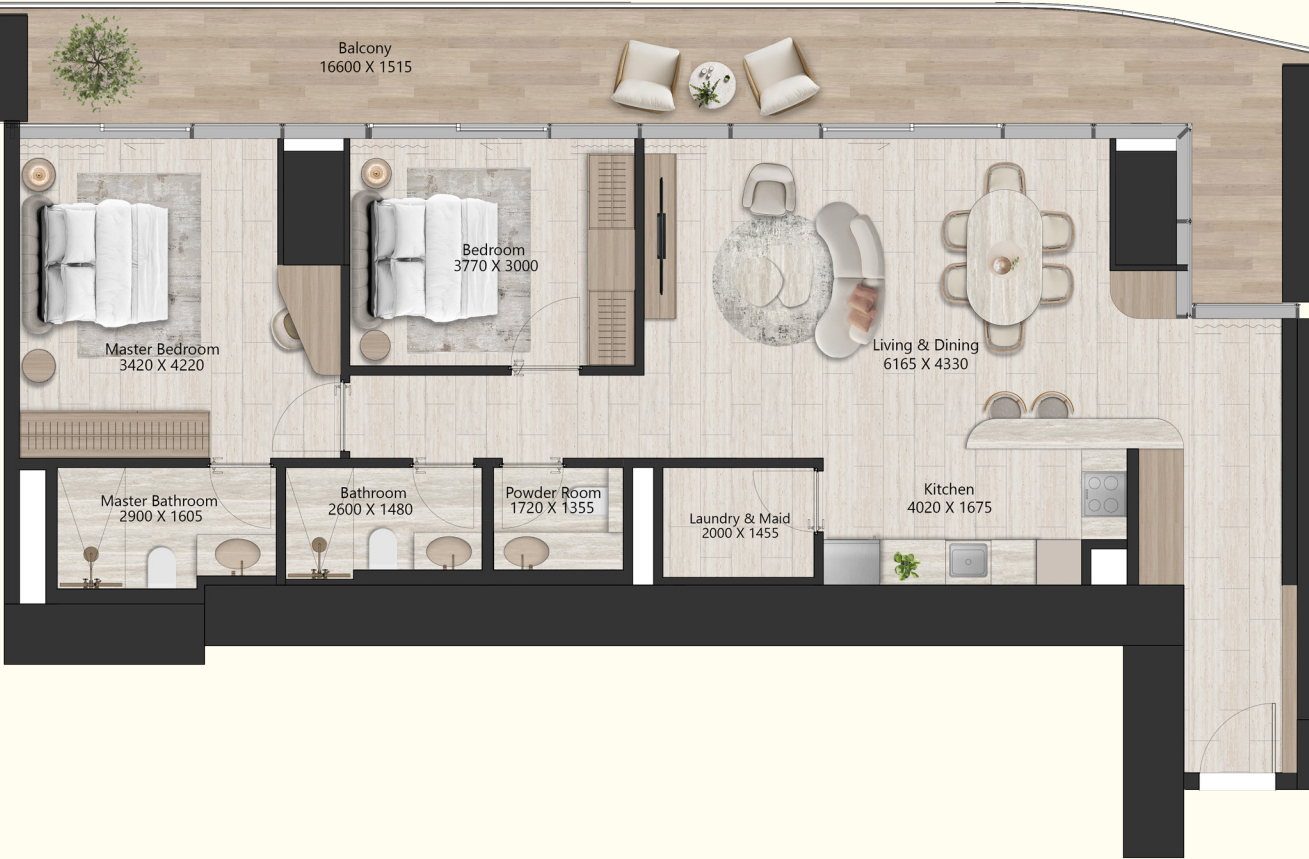 Balcony
16600 X 1515
Bedroom
3770 X 3000
Master Bedroom
3420 X 4220
Living & Dining
6165 X 4330
Master Bathroom
2900 X 1605
Bathroom
2600 X 1480
Powder Room
1720 X 1355
Laundry & Maid
2000 X 1455
Kitchen
4020 X 1675